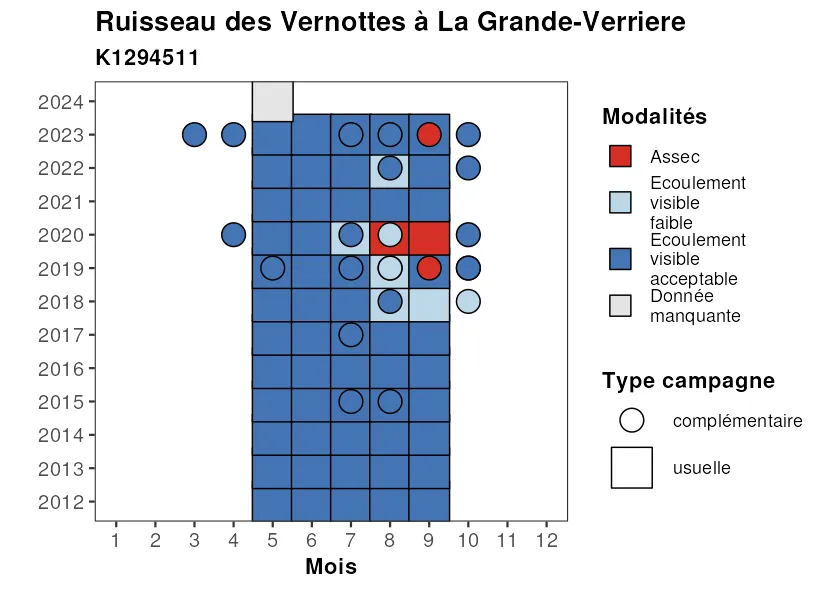 Ruisseau des Vernottes à La Grande-Verriere
K1294511
2024
2023
2022
2021
2020
2019
2018
2017
2016
2015
2014
2013
2012
1 2 3 4 5 6 7 8 9 10 11 12
Mois
Modalités
Assec
Ecoulement
visible
faible
Ecoulement
visible
acceptable
Donnée
manquante
Type campagne
complémentaire
usuelle